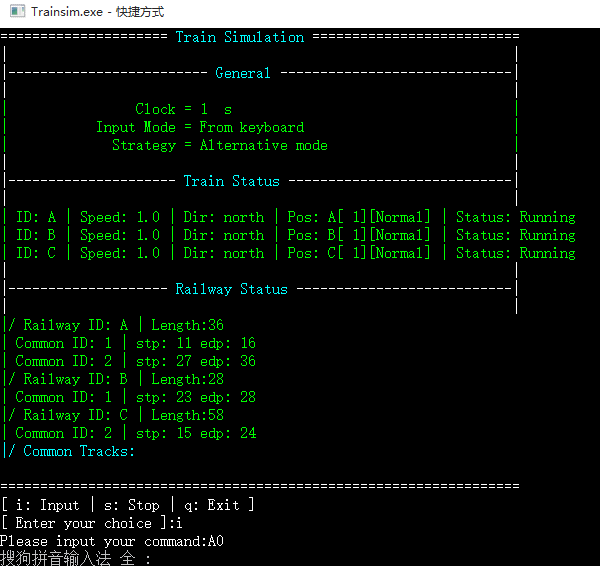 Trainsim.exe - 快捷方式
===================== Train Simulation ==========================
|                                                               |
|------------------------- General -----------------------------|
|                                                               |
|                Clock = 1  s                                   |
|           Input Mode = From keyboard                          |
|             Strategy = Alternative mode                       |
|                                                               |
|--------------------- Train Status ----------------------------|
|                                                               |
| ID: A | Speed: 1.0 | Dir: north | Pos: A[ 1][Normal] | Status: Running
| ID: B | Speed: 1.0 | Dir: north | Pos: B[ 1][Normal] | Status: Running
| ID: C | Speed: 1.0 | Dir: north | Pos: C[ 1][Normal] | Status: Running
|                                                               |
|-------------------- Railway Status ---------------------------|
|                                                               |
|/ Railway ID: A | Length:36
| Common ID: 1 | stp: 11 edp: 16
| Common ID: 2 | stp: 27 edp: 36
|/ Railway ID: B | Length:28
| Common ID: 1 | stp: 23 edp: 28
|/ Railway ID: C | Length:58
| Common ID: 2 | stp: 15 edp: 24
|/ Common Tracks:
=================================================================
[ i: Input | s: Stop | q: Exit ]
[ Enter your choice ]:i
Please input your command:A0
搜狗拼音输入法 全 :